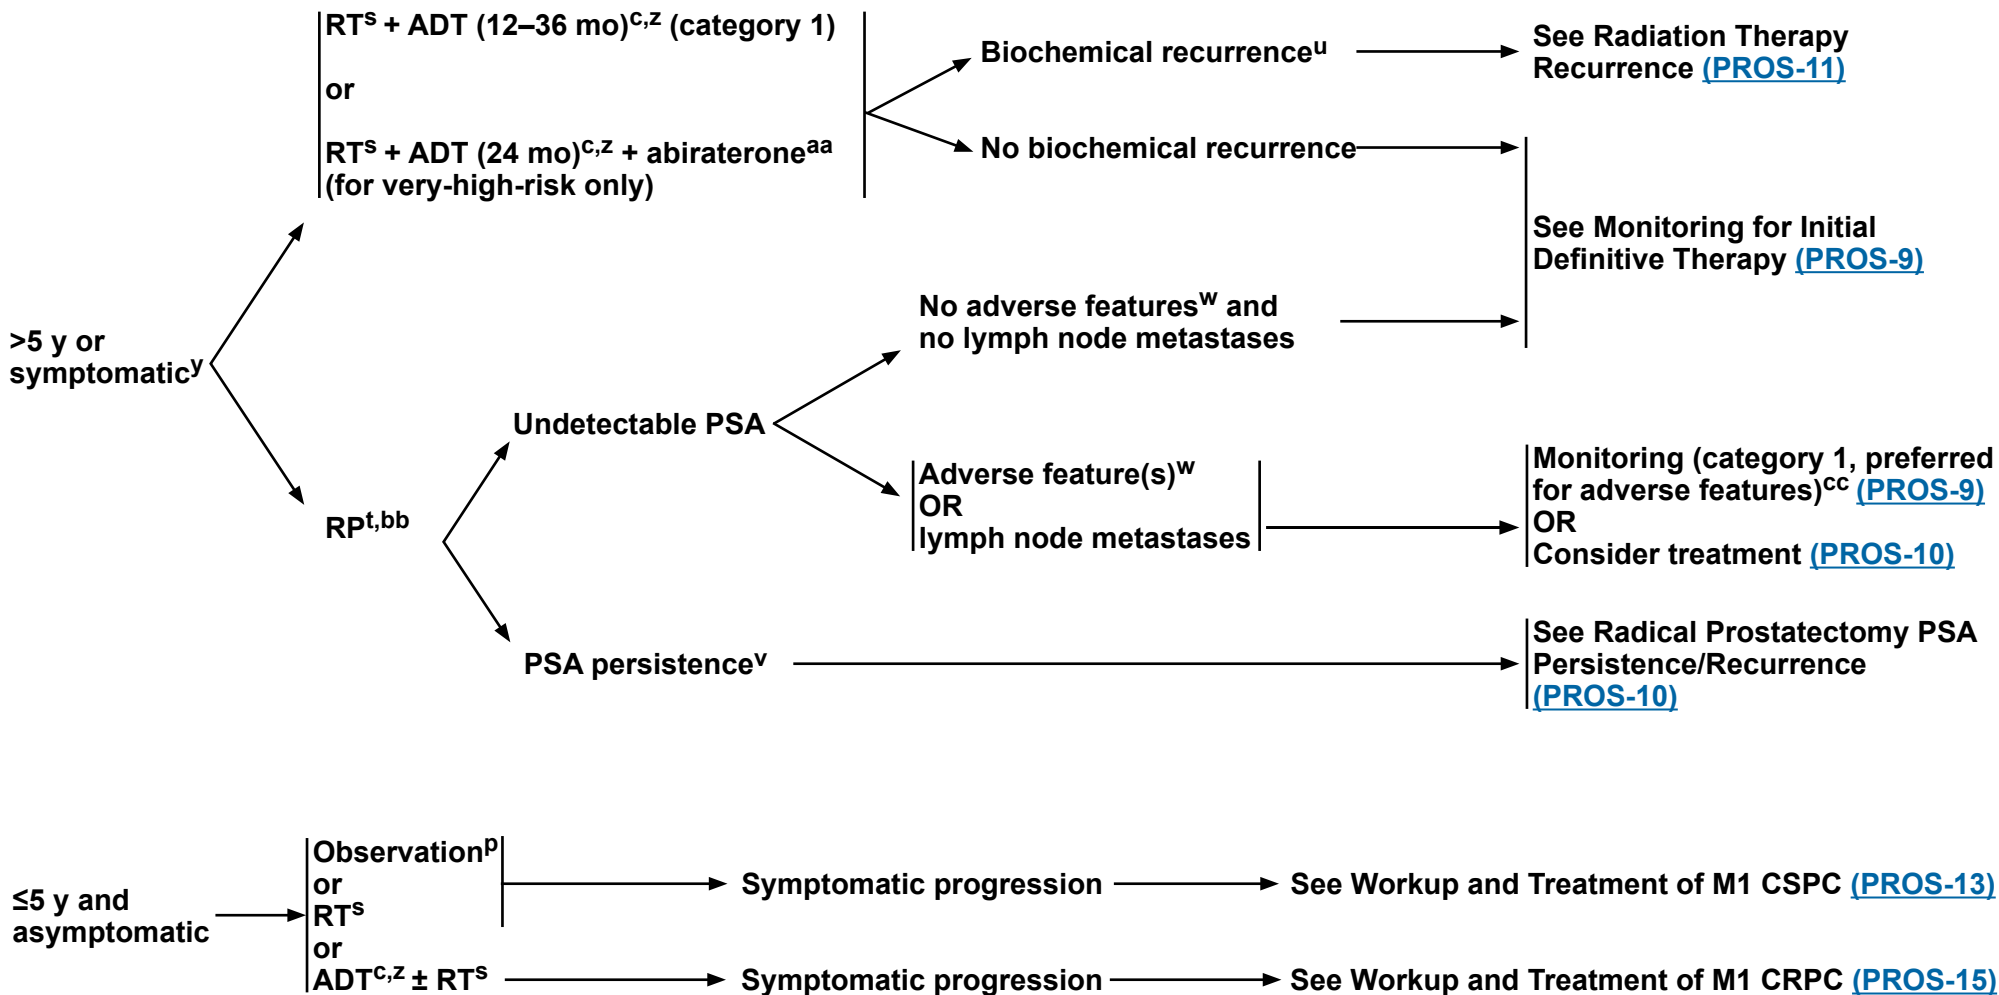 RTˢ + ADT (12–36 mo)ᶜ,ᶻ (category 1)
or
RTˢ + ADT (24 mo)ᶜ,ᶻ + abirateroneᵃᵃ
(for very-high-risk only)
Biochemical recurrenceᵘ
See Radiation Therapy
Recurrence (PROS-11)
No biochemical recurrence
See Monitoring for Initial
Definitive Therapy (PROS-9)
>5 y or
symptomaticʸ
No adverse featuresʷ and
no lymph node metastases
Undetectable PSA
RPᵗ,ᵇᵇ
Adverse feature(s)ʷ
OR
lymph node metastases
Monitoring (category 1, preferred
for adverse features)ᶜᶜ (PROS-9)
OR
Consider treatment (PROS-10)
PSA persistenceᵛ
See Radical Prostatectomy PSA
Persistence/Recurrence
(PROS-10)
≤5 y and
asymptomatic
Observationᵖ
or
RTˢ
or
ADTᶜ,ᶻ ± RTˢ
Symptomatic progression
See Workup and Treatment of M1 CSPC (PROS-13)
Symptomatic progression
See Workup and Treatment of M1 CRPC (PROS-15)